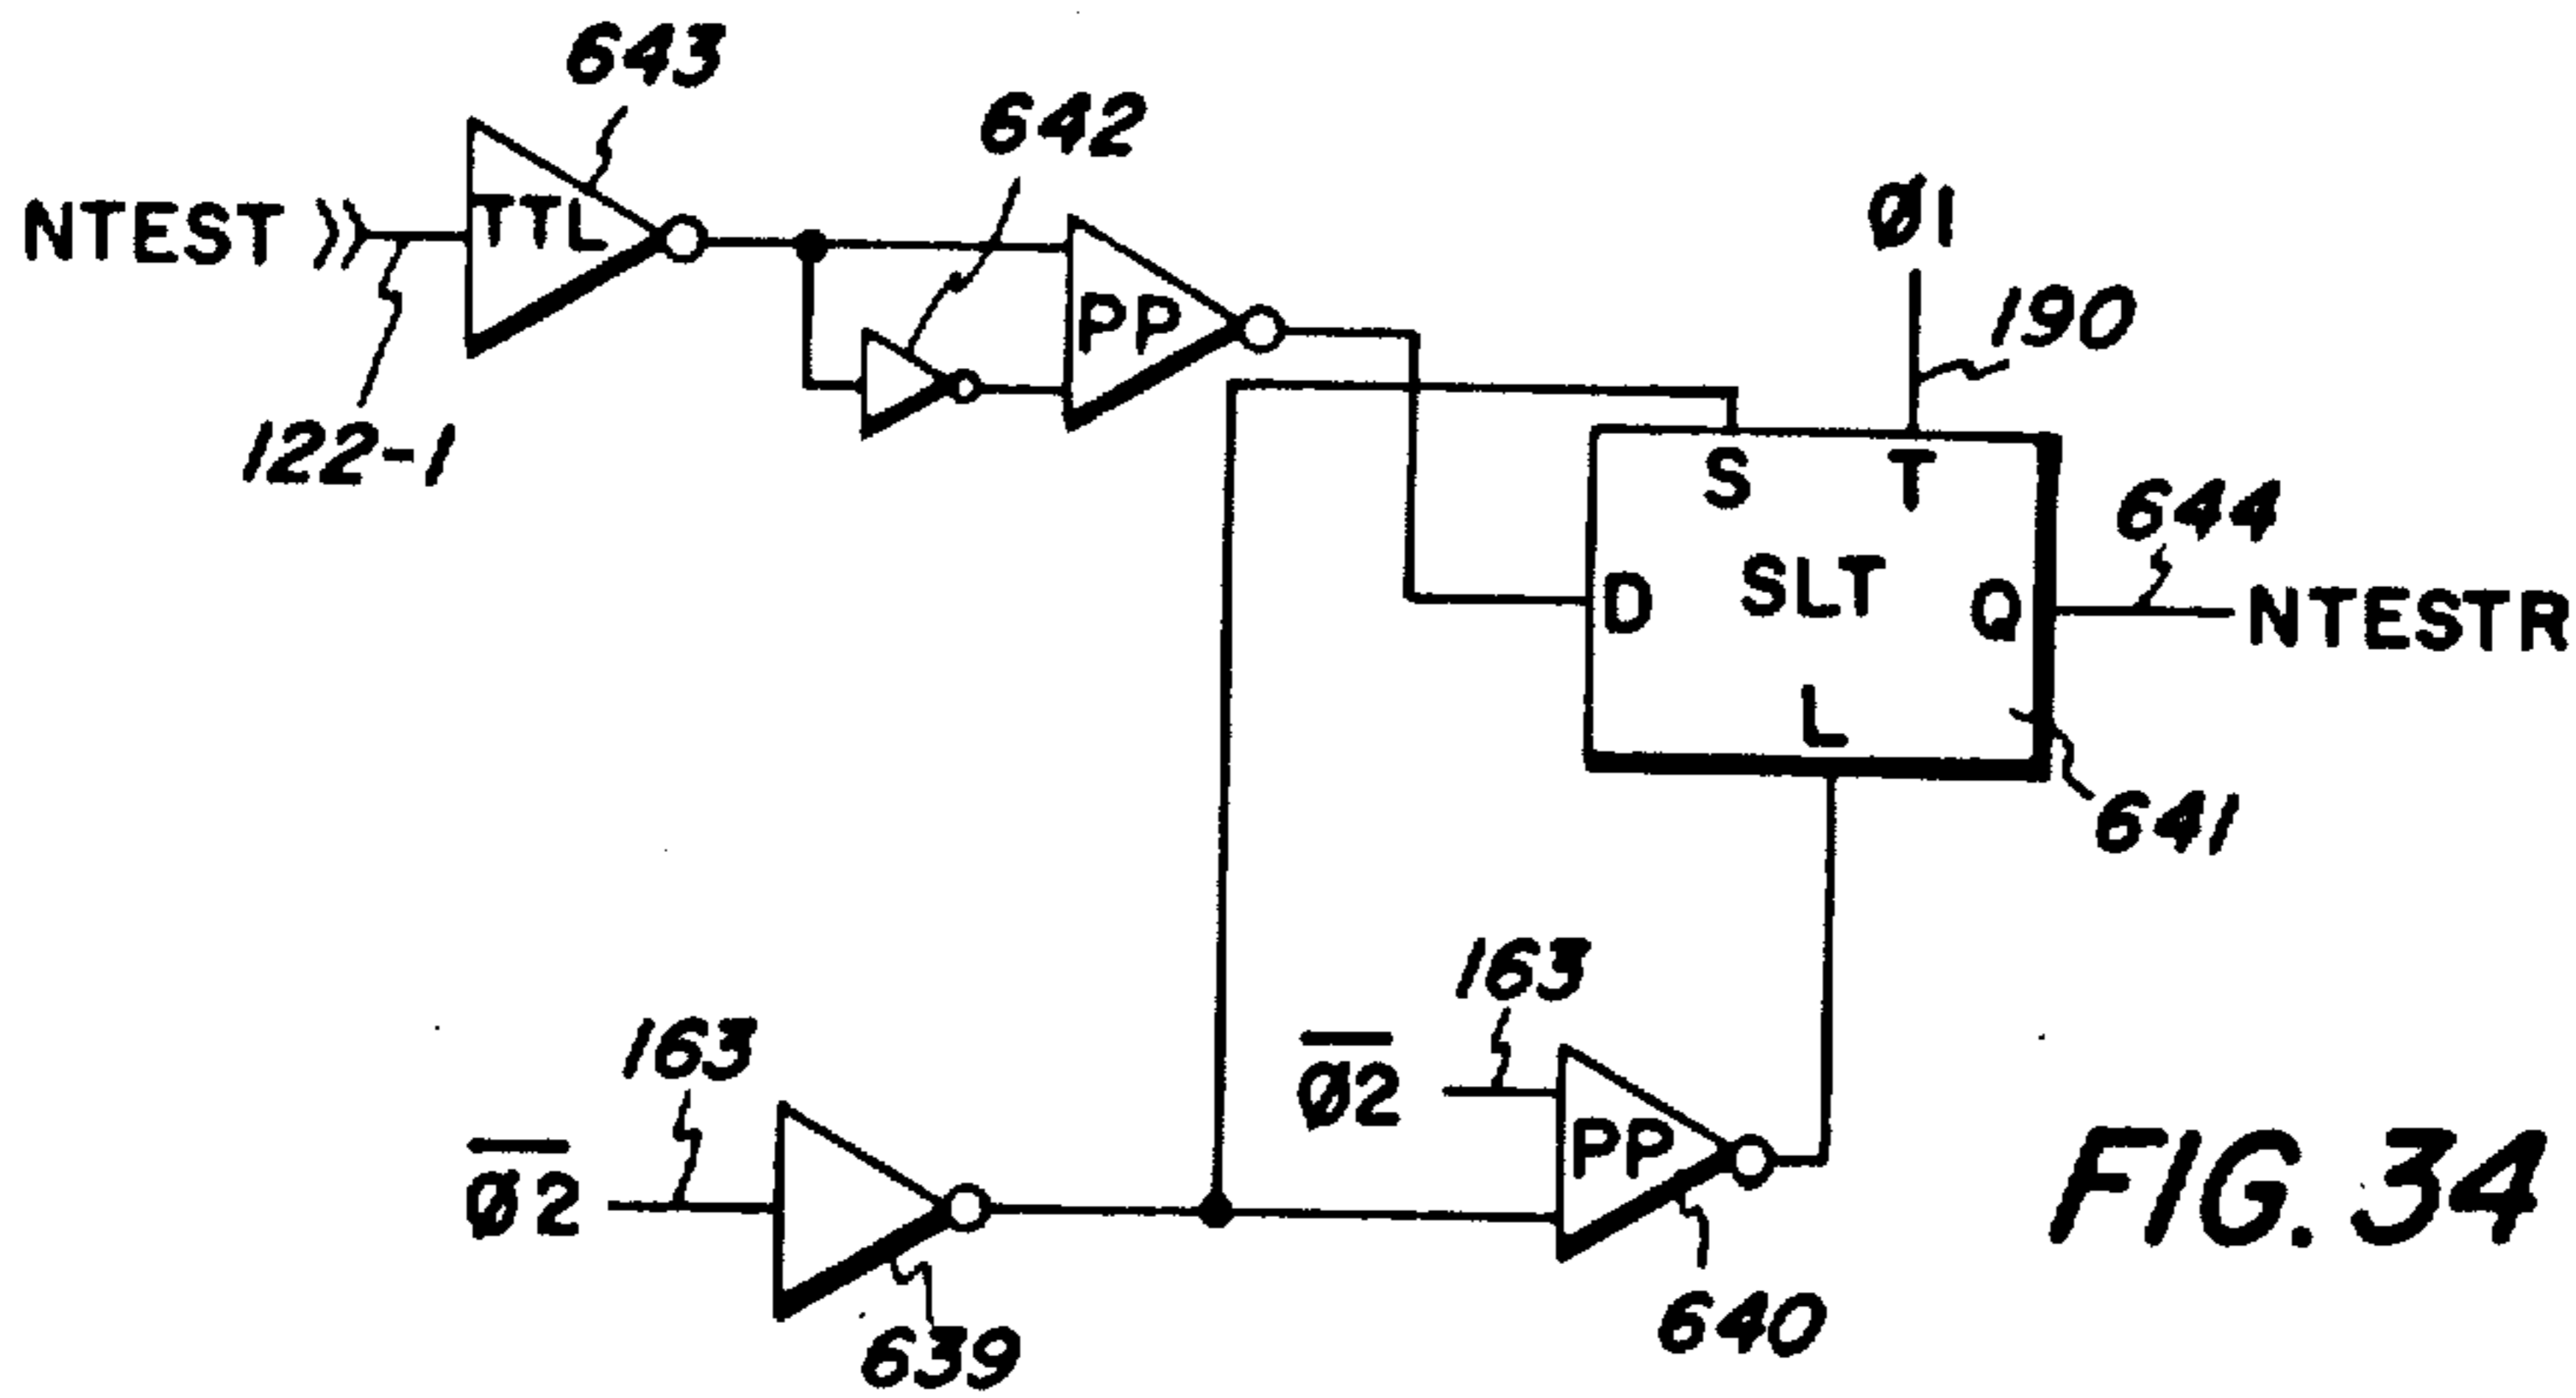 643
642
NTEST
TTL
PP
Ø1
190
122-1
S T
644
D SLT Q
NTESTR
L
641
163
163
Ø2̅
PP
Ø2̅
FIG. 34
640
639